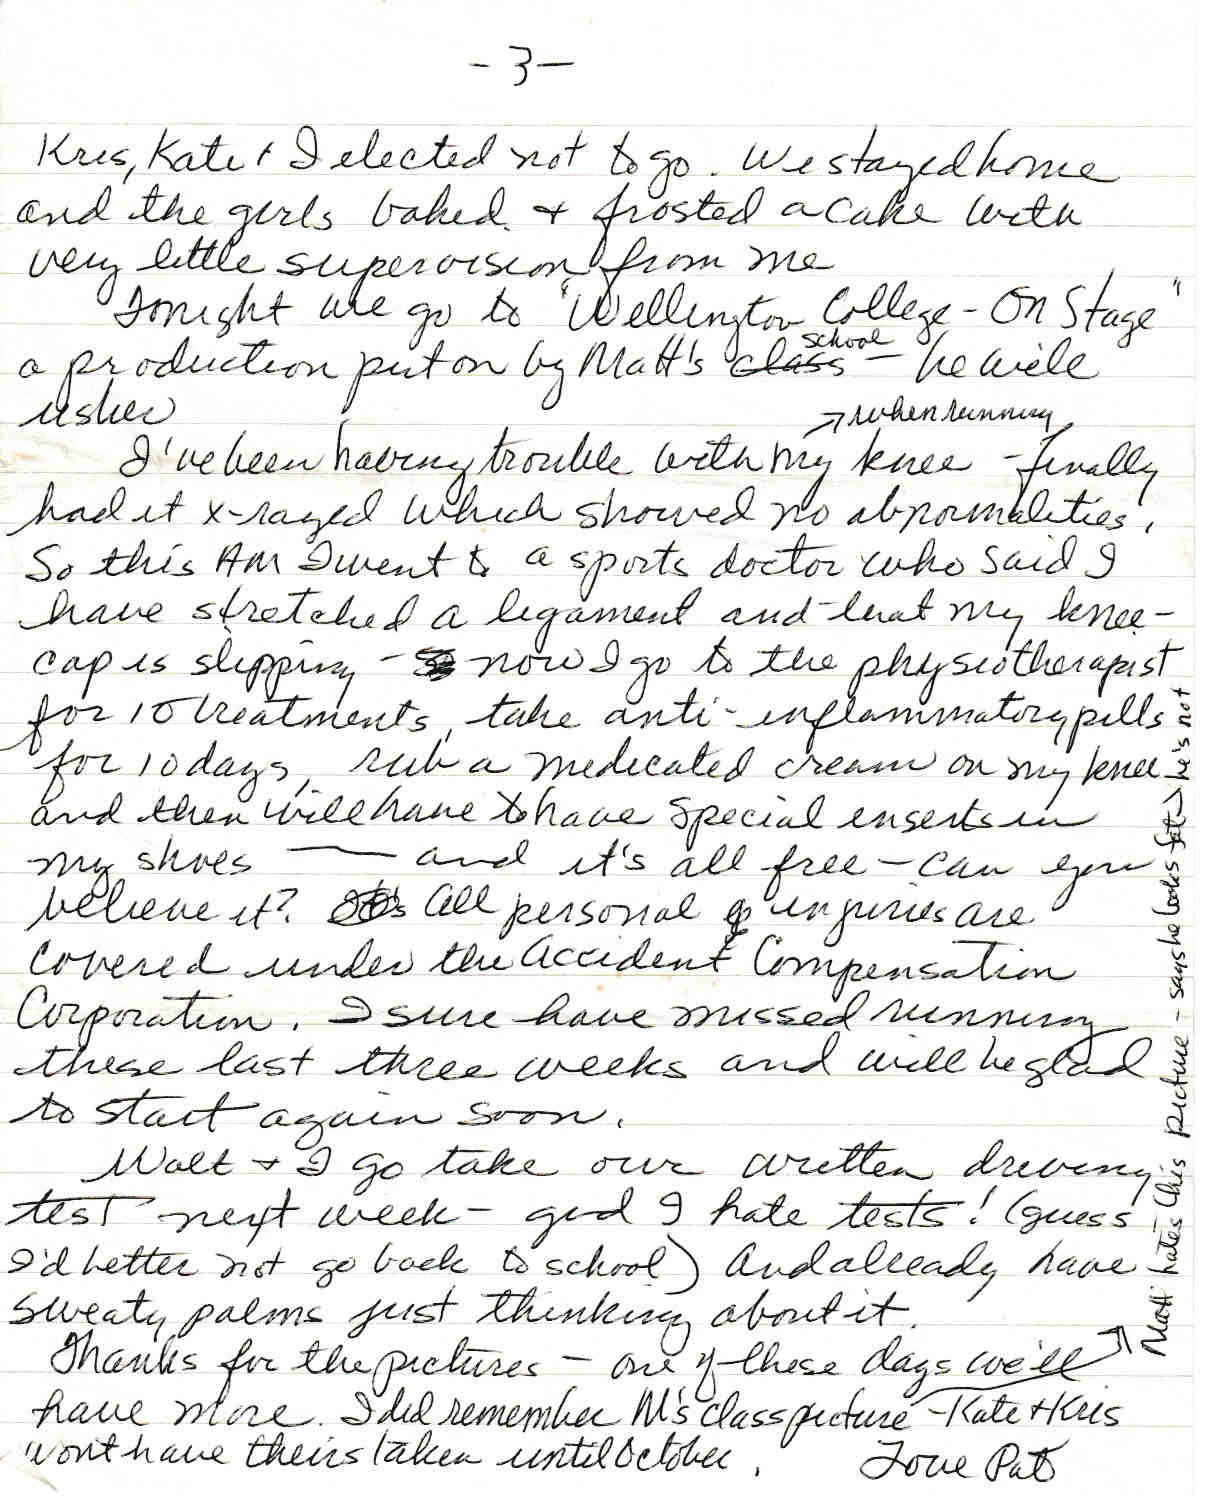 -3-
Kris, Kate + I elected not to go. We stayed home
and the girls baked + frosted a cake with
very little supervision from me
Tonight we go to "Wellington College - On Stage"
a production put on by Matt's class school - he will
usher
I've been having trouble with my knee when running - finally
had it x-rayed which showed no abnormalities.
So this AM I went to a sports doctor who said I
have stretched a ligament and that my knee-
cap is slipping - now I go to the physiotherapist
for 10 treatments, take anti-inflammatory pills
for 10 days, rub a medicated cream on my knee
and then will have to have special inserts in
my shoes — and it's all free - can you
believe it? All personal injuries are
covered under the Accident Compensation
Corporation. I sure have missed running
these last three weeks and will be glad
to start again soon.
Walt + I go take our written driving
test next week - god I hate tests! (guess
I'd better not go back to school) And already have
sweaty palms just thinking about it.
Thanks for the pictures - one of these days we'll
have more. I did remember M's class picture - Kate + Kris
won't have theirs taken until October. Love Pat
Matt hates this picture - says he looks fat -> he's not